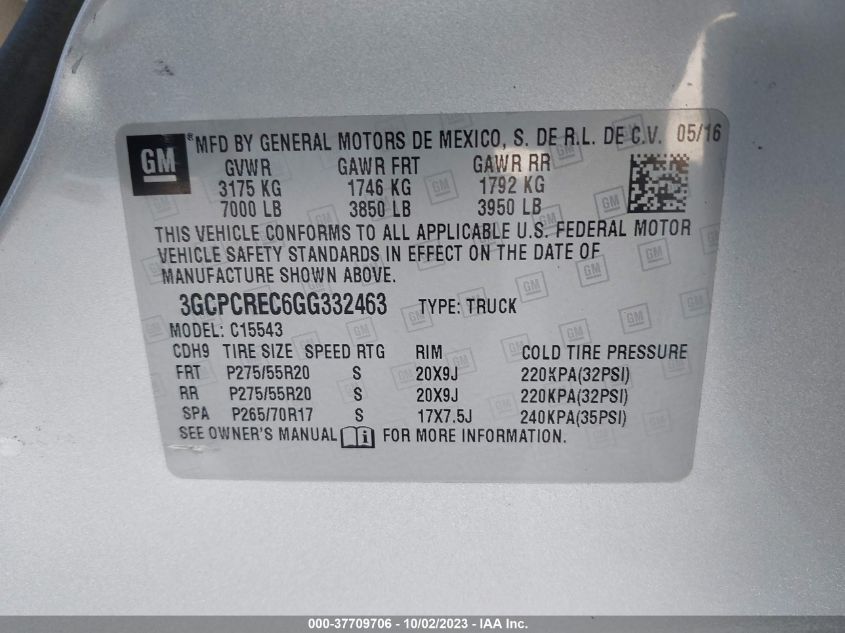 GM
® MFD BY GENERAL MOTORS DE MEXICO, S. DE R.L. DE C.V. 05/16
GVWR GAWR FRT GAWR RR
3175 KG 1746 KG 1792 KG
7000 LB 3850 LB 3950 LB
THIS VEHICLE CONFORMS TO ALL APPLICABLE U.S. FEDERAL MOTOR
VEHICLE SAFETY STANDARDS IN EFFECT ON THE DATE OF
MANUFACTURE SHOWN ABOVE.
3GCPCREC6GG332463 TYPE: TRUCK
MODEL: C15543
CDH9 TIRE SIZE SPEED RTG RIM COLD TIRE PRESSURE
FRT P275/55R20 S 20X9J 220KPA(32PSI)
RR P275/55R20 S 20X9J 220KPA(32PSI)
SPA P265/70R17 S 17X7.5J 240KPA(35PSI)
SEE OWNER'S MANUAL i FOR MORE INFORMATION.
000-37709706 - 10/02/2023 - IAA Inc.